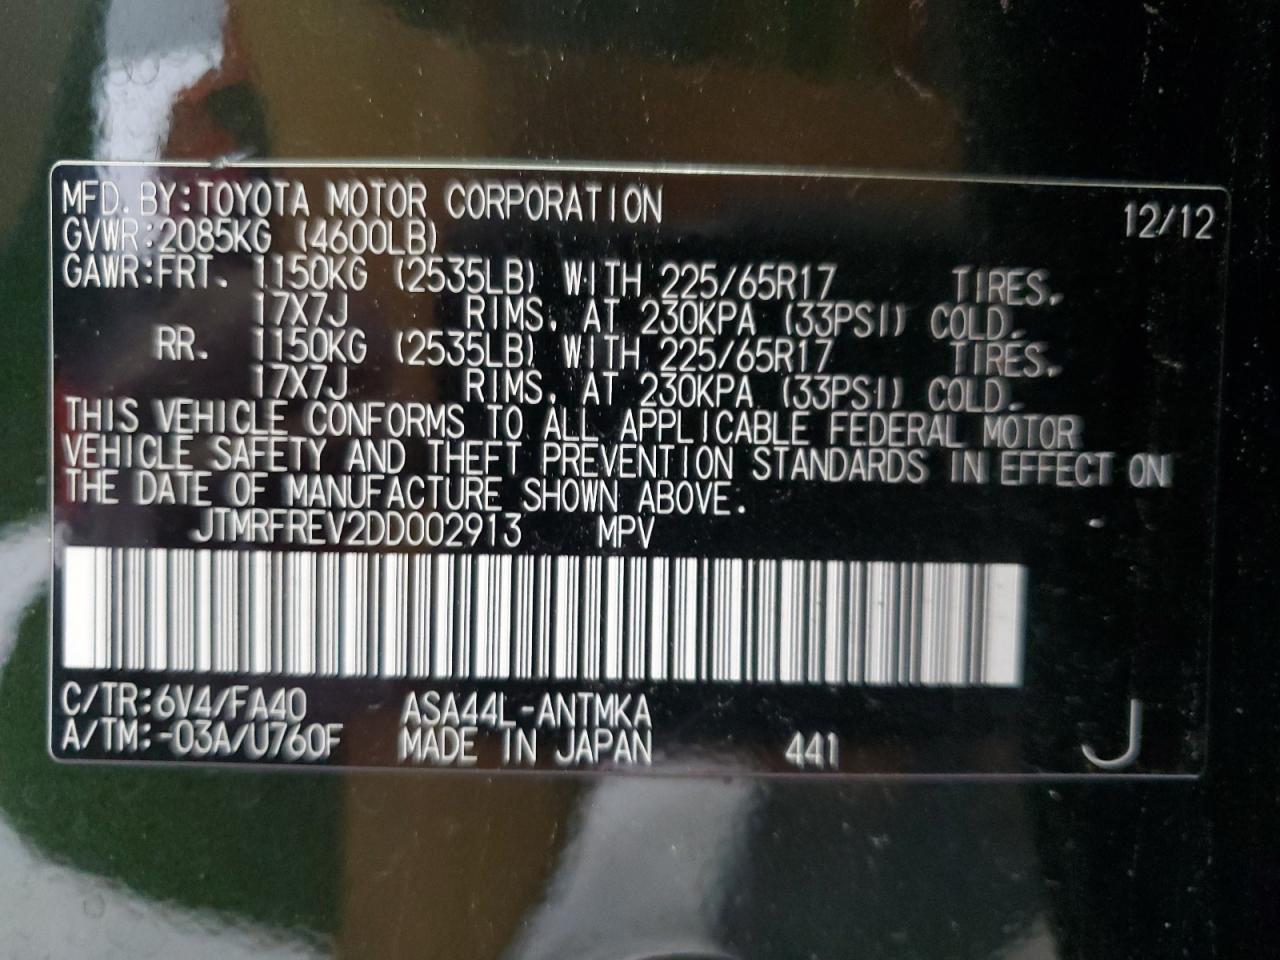 MFD. BY: TOYOTA MOTOR CORPORATION 12/12
GVWR: 2085KG (4600LB)
GAWR: FRT. 1150KG (2535LB) WITH 225/65R17 TIRES,
17X7J RIMS, AT 230KPA (33PSI) COLD.
RR. 1150KG (2535LB) WITH 225/65R17 TIRES,
17X7J RIMS, AT 230KPA (33PSI) COLD.
THIS VEHICLE CONFORMS TO ALL APPLICABLE FEDERAL MOTOR
VEHICLE SAFETY AND THEFT PREVENTION STANDARDS IN EFFECT ON
THE DATE OF MANUFACTURE SHOWN ABOVE.
JTMRFREV2DD002913 MPV
C/TR: 6V4/FA40 ASA44L-ANTMKA
A/TM: -03A/U760F MADE IN JAPAN 441 J